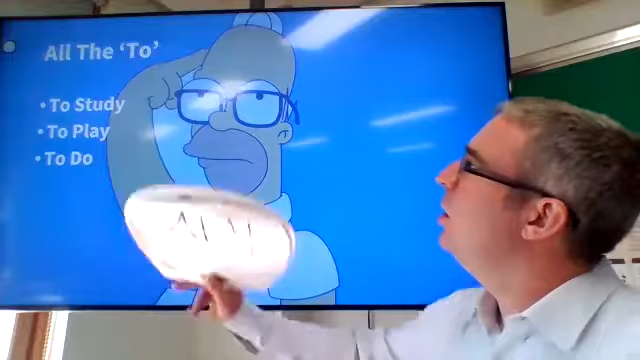 All The ‘To’
• To Study
• To Play
• To Do